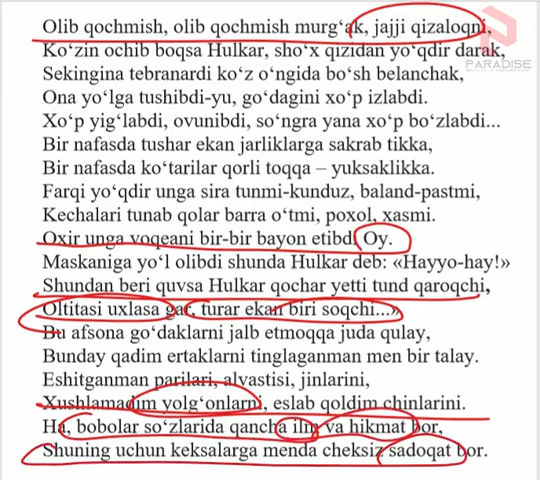 Olib qochmish, olib qochmish murg‘ak, jajji qizaloqni,
PARADISE
Ko‘zin ochib boqsa Hulkar, sho‘x qizidan yo‘qdir darak,
Sekingina tebranardi ko‘z o‘ngida bo‘sh belanchak,
Ona yo‘lga tushibdi-yu, go‘dagini xo‘p izlabdi.
Xo‘p yig‘labdi, ovunibdi, so‘ngra yana xo‘p bo‘zlabdi...
Bir nafasda tushar ekan jarliklarga sakrab tikka,
Bir nafasda ko‘tarilar qorli toqqa – yuksaklikka.
Farqi yo‘qdir unga sira tunmi-kunduz, baland-pastmi,
Kechalari tunab qolar barra o‘tmi, poxol, xasmi.
Oxir unga voqeani bir-bir bayon etibdi Oy.
Maskaniga yo‘l olibdi shunda Hulkar deb: «Hayyo-hay!»
Shundan beri quvsa Hulkar qochar yetti tund qaroqchi,
Oltitasi uxlasa gar, turar ekan biri soqchi...»
Bu afsona go‘daklarni jalb etmoqqa juda qulay,
Bunday qadim ertaklarni tinglaganman men bir talay.
Eshitganman parilari, alvastisi, jinlarini,
Xushlamadim yolg‘onlarni, eslab qoldim chinlarini.
Ha, bobolar so‘zlarida qancha ilm va hikmat bor,
Shuning uchun keksalarga menda cheksiz sadoqat bor.